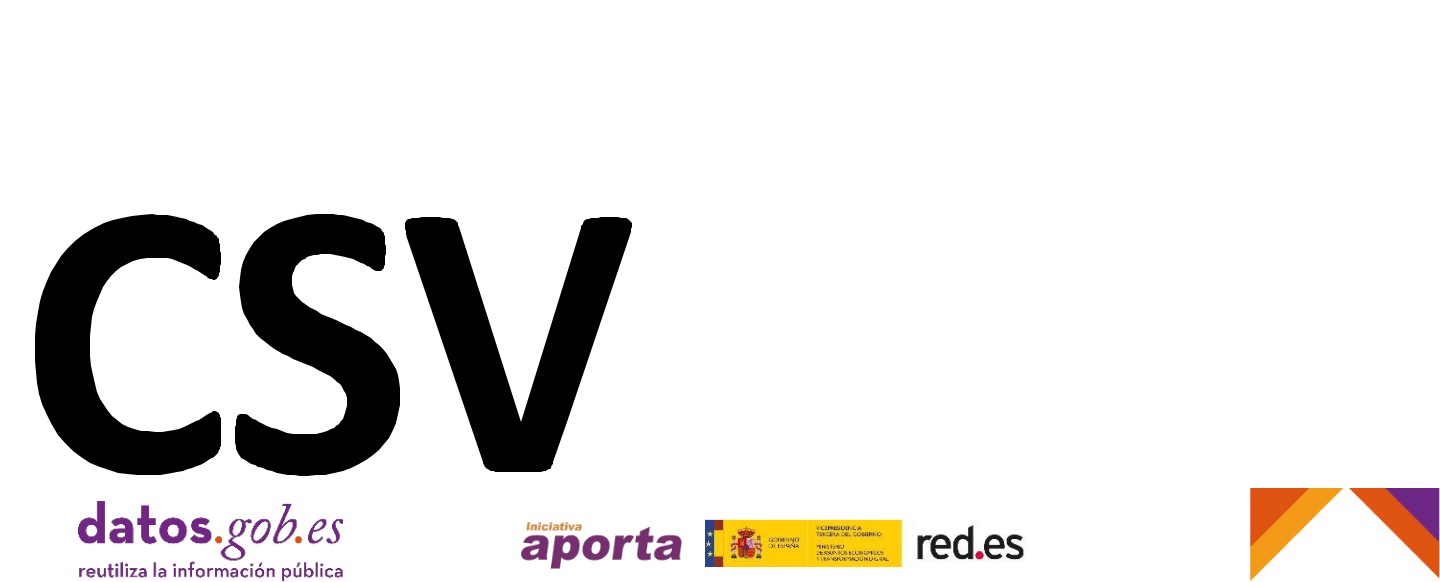 CSV
datos.gob.es
reutiliza la información pública
Iniciativa
aporta
GOBIERNO
DE ESPAÑA
VICEPRESIDENCIA
TERCERA DEL GOBIERNO
MINISTERIO
DE ASUNTOS ECONÓMICOS
Y TRANSFORMACIÓN DIGITAL
red.es